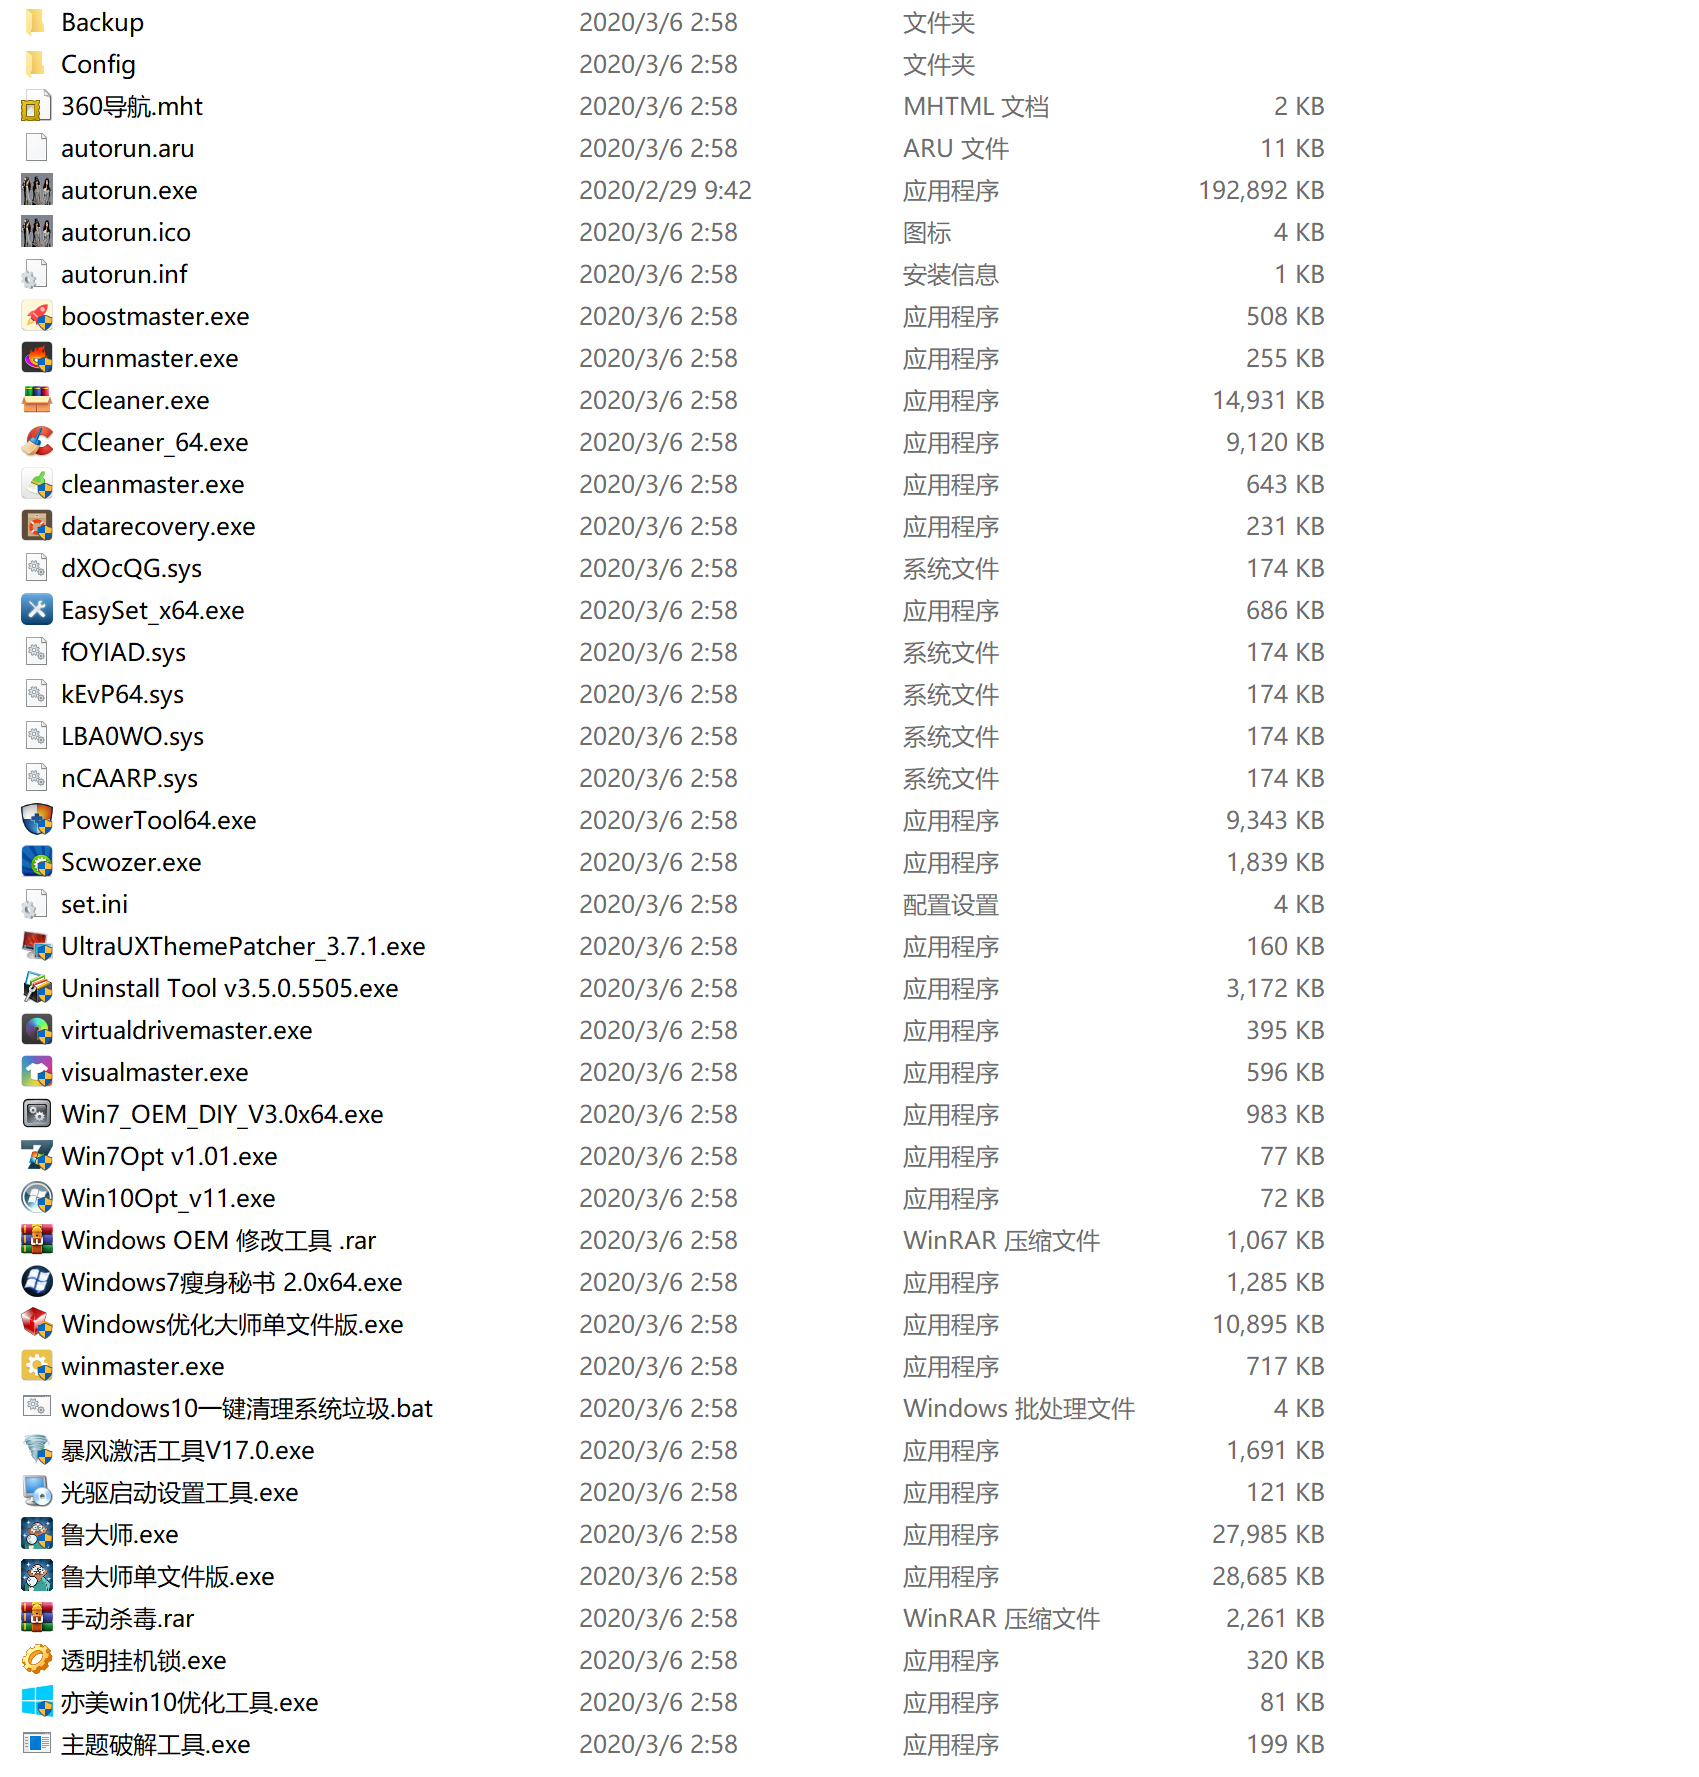 Backup 2020/3/6 2:58 文件夹
Config 2020/3/6 2:58 文件夹
360导航.mht 2020/3/6 2:58 MHTML 文档 2 KB
autorun.aru 2020/3/6 2:58 ARU 文件 11 KB
autorun.exe 2020/2/29 9:42 应用程序 192,892 KB
autorun.ico 2020/3/6 2:58 图标 4 KB
autorun.inf 2020/3/6 2:58 安装信息 1 KB
boostmaster.exe 2020/3/6 2:58 应用程序 508 KB
burnmaster.exe 2020/3/6 2:58 应用程序 255 KB
CCleaner.exe 2020/3/6 2:58 应用程序 14,931 KB
CCleaner_64.exe 2020/3/6 2:58 应用程序 9,120 KB
cleanmaster.exe 2020/3/6 2:58 应用程序 643 KB
datarecovery.exe 2020/3/6 2:58 应用程序 231 KB
dXOcQG.sys 2020/3/6 2:58 系统文件 174 KB
EasySet_x64.exe 2020/3/6 2:58 应用程序 686 KB
fOYIAD.sys 2020/3/6 2:58 系统文件 174 KB
kEvP64.sys 2020/3/6 2:58 系统文件 174 KB
LBA0WO.sys 2020/3/6 2:58 系统文件 174 KB
nCAARP.sys 2020/3/6 2:58 系统文件 174 KB
PowerTool64.exe 2020/3/6 2:58 应用程序 9,343 KB
Scwozer.exe 2020/3/6 2:58 应用程序 1,839 KB
set.ini 2020/3/6 2:58 配置设置 4 KB
UltraUXThemePatcher_3.7.1.exe 2020/3/6 2:58 应用程序 160 KB
Uninstall Tool v3.5.0.5505.exe 2020/3/6 2:58 应用程序 3,172 KB
virtualdrivemaster.exe 2020/3/6 2:58 应用程序 395 KB
visualmaster.exe 2020/3/6 2:58 应用程序 596 KB
Win7_OEM_DIY_V3.0x64.exe 2020/3/6 2:58 应用程序 983 KB
Win7Opt v1.01.exe 2020/3/6 2:58 应用程序 77 KB
Win10Opt_v11.exe 2020/3/6 2:58 应用程序 72 KB
Windows OEM 修改工具 .rar 2020/3/6 2:58 WinRAR 压缩文件 1,067 KB
Windows7瘦身秘书 2.0x64.exe 2020/3/6 2:58 应用程序 1,285 KB
Windows优化大师单文件版.exe 2020/3/6 2:58 应用程序 10,895 KB
winmaster.exe 2020/3/6 2:58 应用程序 717 KB
wondows10一键清理系统垃圾.bat 2020/3/6 2:58 Windows 批处理文件 4 KB
暴风激活工具V17.0.exe 2020/3/6 2:58 应用程序 1,691 KB
光驱启动设置工具.exe 2020/3/6 2:58 应用程序 121 KB
鲁大师.exe 2020/3/6 2:58 应用程序 27,985 KB
鲁大师单文件版.exe 2020/3/6 2:58 应用程序 28,685 KB
手动杀毒.rar 2020/3/6 2:58 WinRAR 压缩文件 2,261 KB
透明挂机锁.exe 2020/3/6 2:58 应用程序 320 KB
亦美win10优化工具.exe 2020/3/6 2:58 应用程序 81 KB
主题破解工具.exe 2020/3/6 2:58 应用程序 199 KB